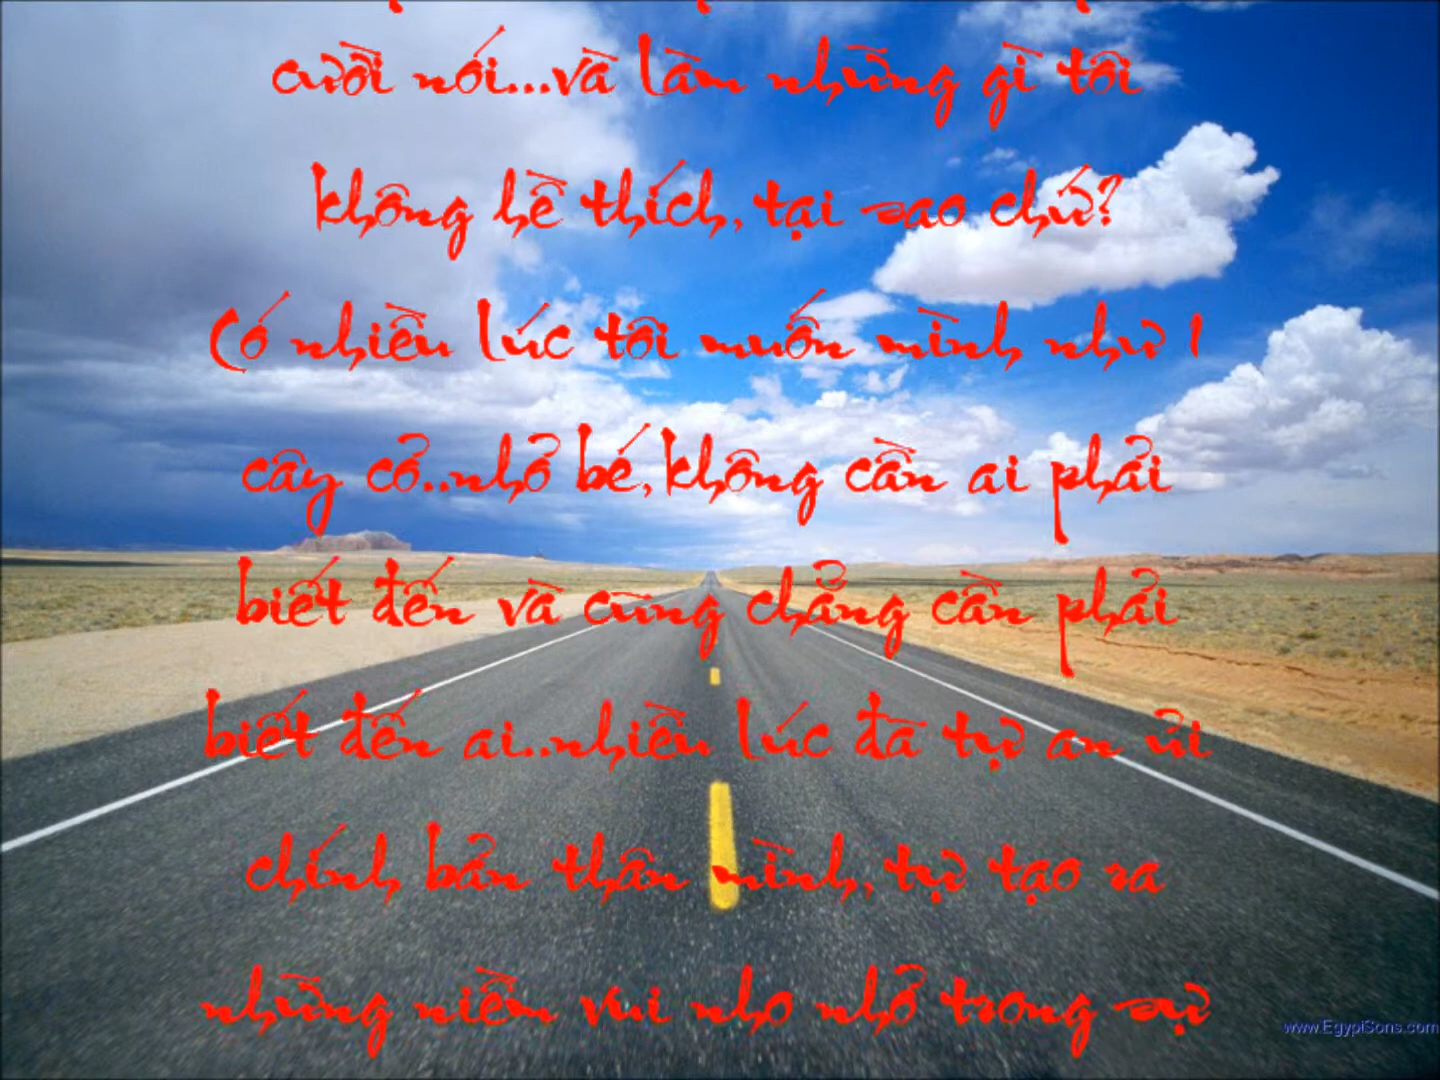 cười nói...và làm những gì tôi
không hề thích,tại sao chứ?
Có nhiều lúc tôi muốn mình như 1
cây cỏ..nhỏ bé,không cần ai phải
biết đến và cũng chẳng cần phải
biết đến ai..nhiều lúc đã tự an ủi
chính bản thân mình,tự tạo ra
những niềm vui nho nhỏ trong sự
www.EgyptSons.com